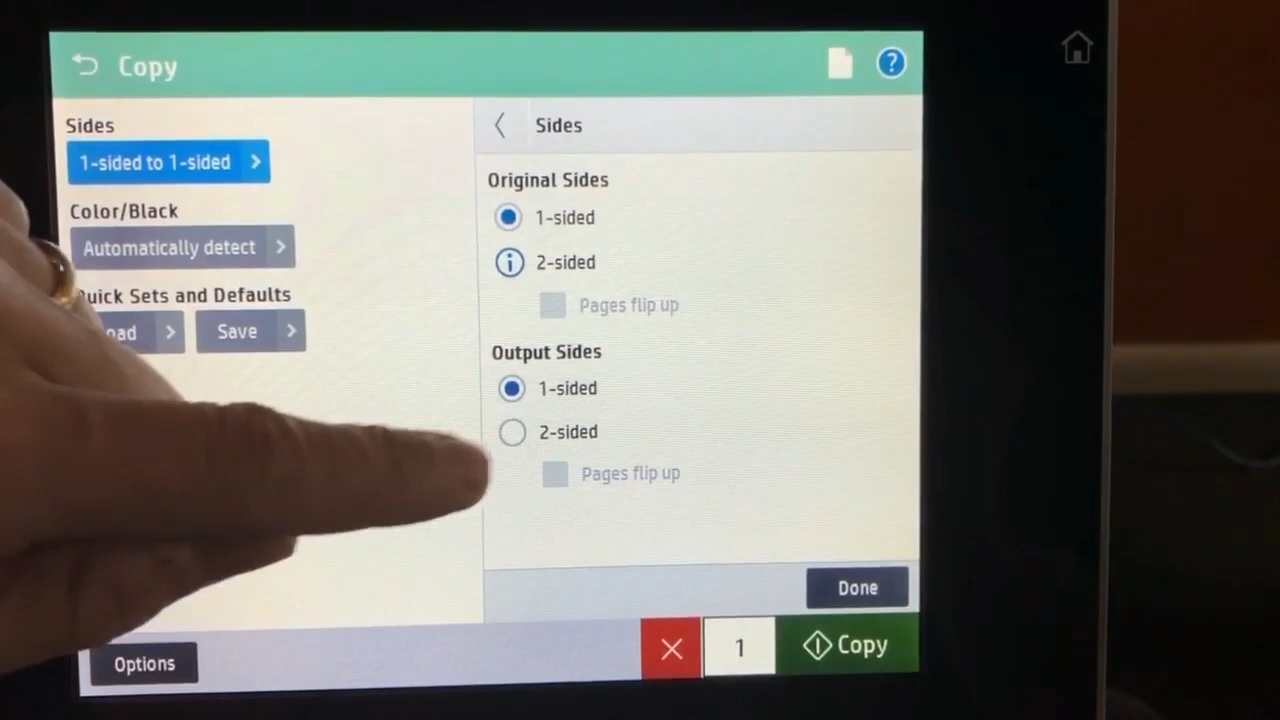 Copy
?
Sides
1-sided to 1-sided
Color/Black
Automatically detect
Quick Sets and Defaults
Save
Options
Sides
Original Sides
1-sided
2-sided
Pages flip up
Output Sides
1-sided
2-sided
Pages flip up
Done
1
Copy